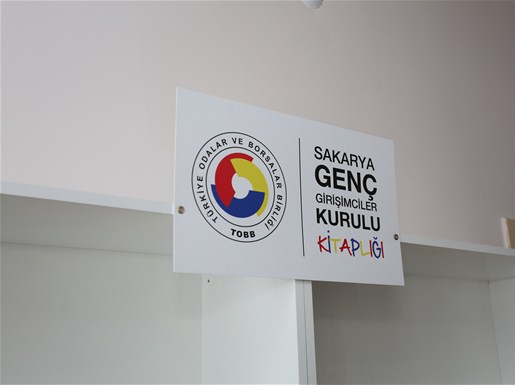 TÜRKİYE ODALAR VE BORSALAR BİRLİĞİ
TOBB
SAKARYA
GENÇ
GİRİŞİMCİLER
KURULU
KİTAPLIĞI